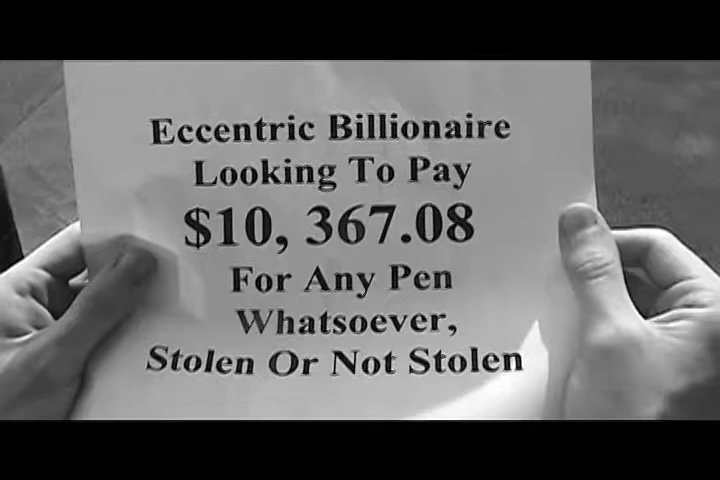 Eccentric Billionaire
Looking To Pay
$10, 367.08
For Any Pen
Whatsoever,
Stolen Or Not Stolen